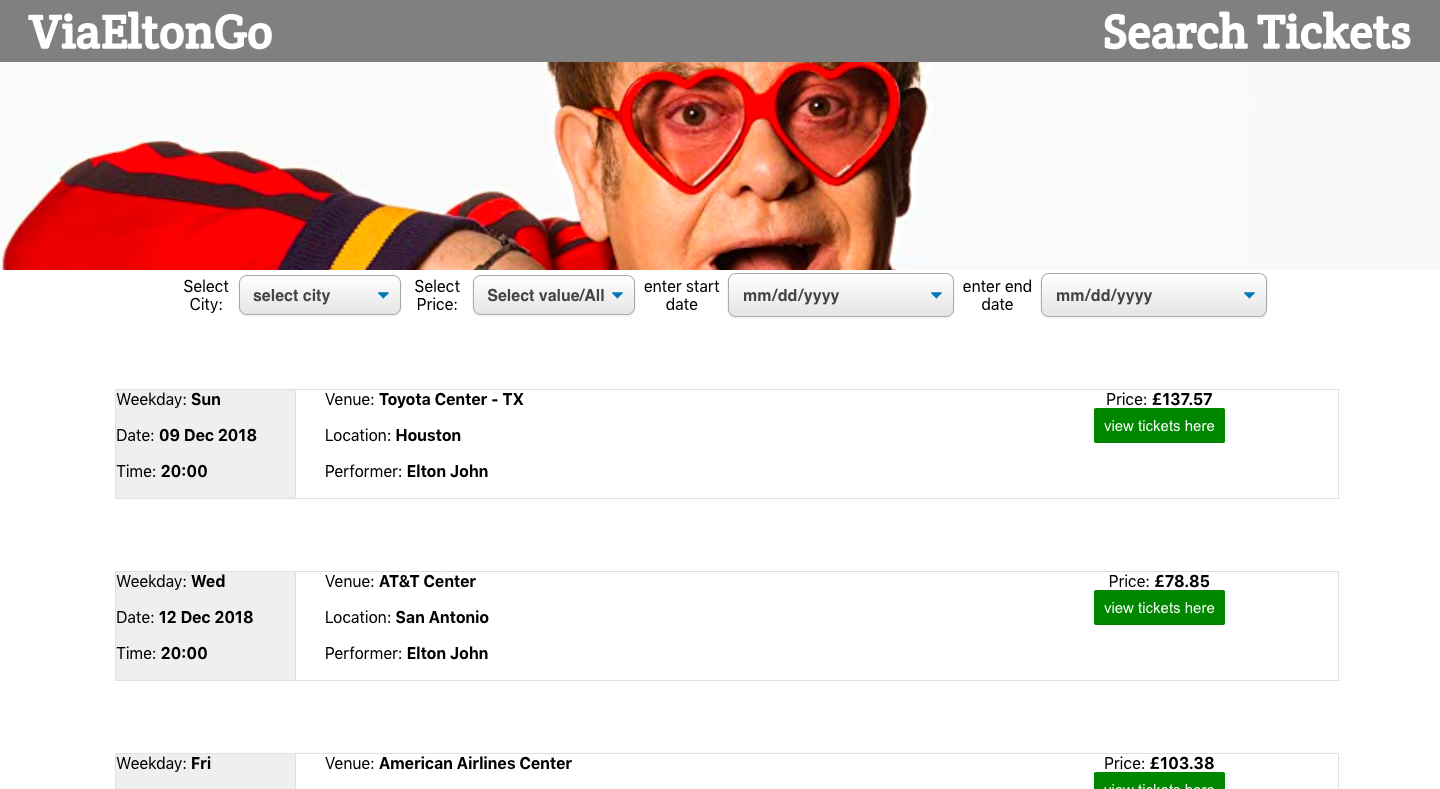 ViaEltonGo Search Tickets
Select City: select city Select Price: Select value/All enter start date mm/dd/yyyy enter end date mm/dd/yyyy
Weekday: Sun Venue: Toyota Center - TX Price: £137.57
view tickets here
Date: 09 Dec 2018 Location: Houston
Time: 20:00 Performer: Elton John
Weekday: Wed Venue: AT&T Center Price: £78.85
view tickets here
Date: 12 Dec 2018 Location: San Antonio
Time: 20:00 Performer: Elton John
Weekday: Fri Venue: American Airlines Center Price: £103.38
view tickets here